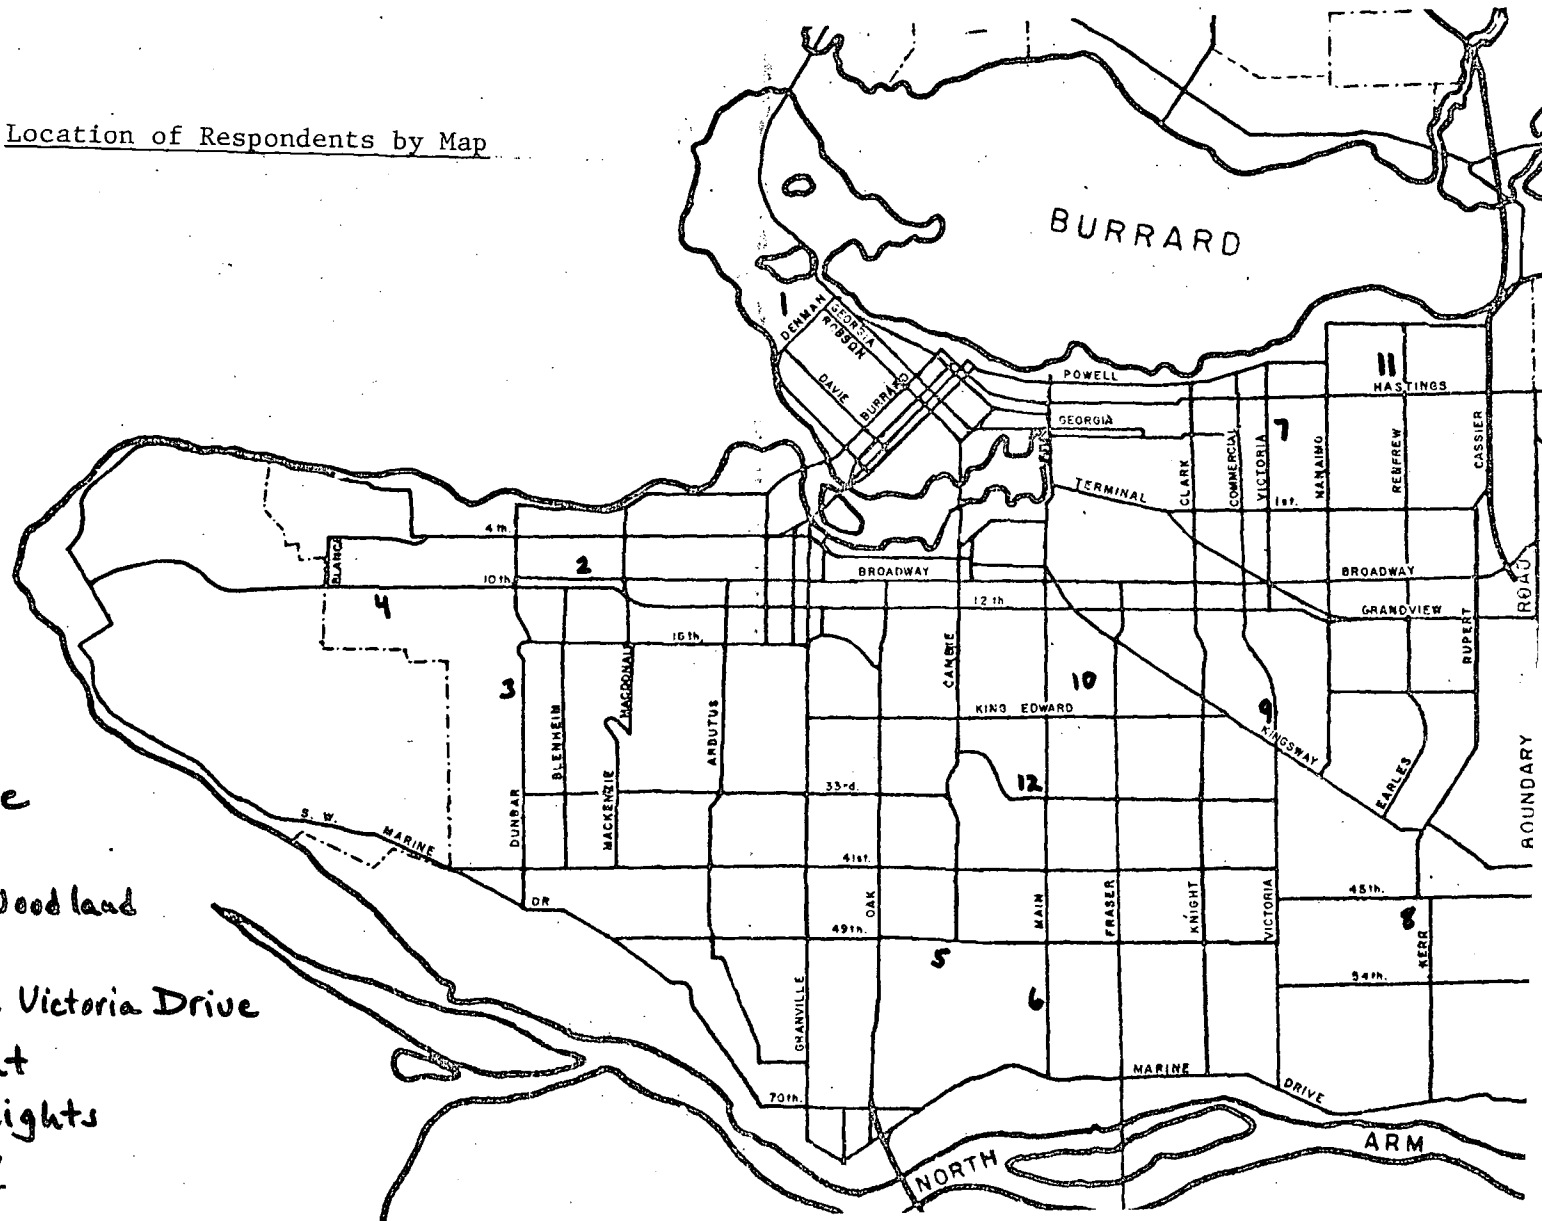 Location of Respondents by Map
BURRARD
1
DENMAN
GEORGIA
ROBSON
DAVIE
BURRARD
POWELL
11
HASTINGS
GEORGIA
7
CLARK
COMMERCIAL
VICTORIA
NANAIMO
RENFREW
CASSIER
TERMINAL
1st.
4th.
BLANCA
2
10th.
BROADWAY
BROADWAY
4
12th
GRANDVIEW
ROAD
16th.
CAMBIE
RUPERT
3
MACDONALD
10
BLENHEIM
ARBUTUS
KING EDWARD
9
KINGSWAY
DUNBAR
MACKENZIE
33rd.
12
EARLES
BOUNDARY
S. W.
MARINE
DR
41st.
OAK
MAIN
FRASER
KNIGHT
VICTORIA
45th.
8
KERR
49th.
5
54th.
6
GRANVILLE
70th.
MARINE
DRIVE
NORTH
ARM
e
Woodland
Victoria Drive
ights